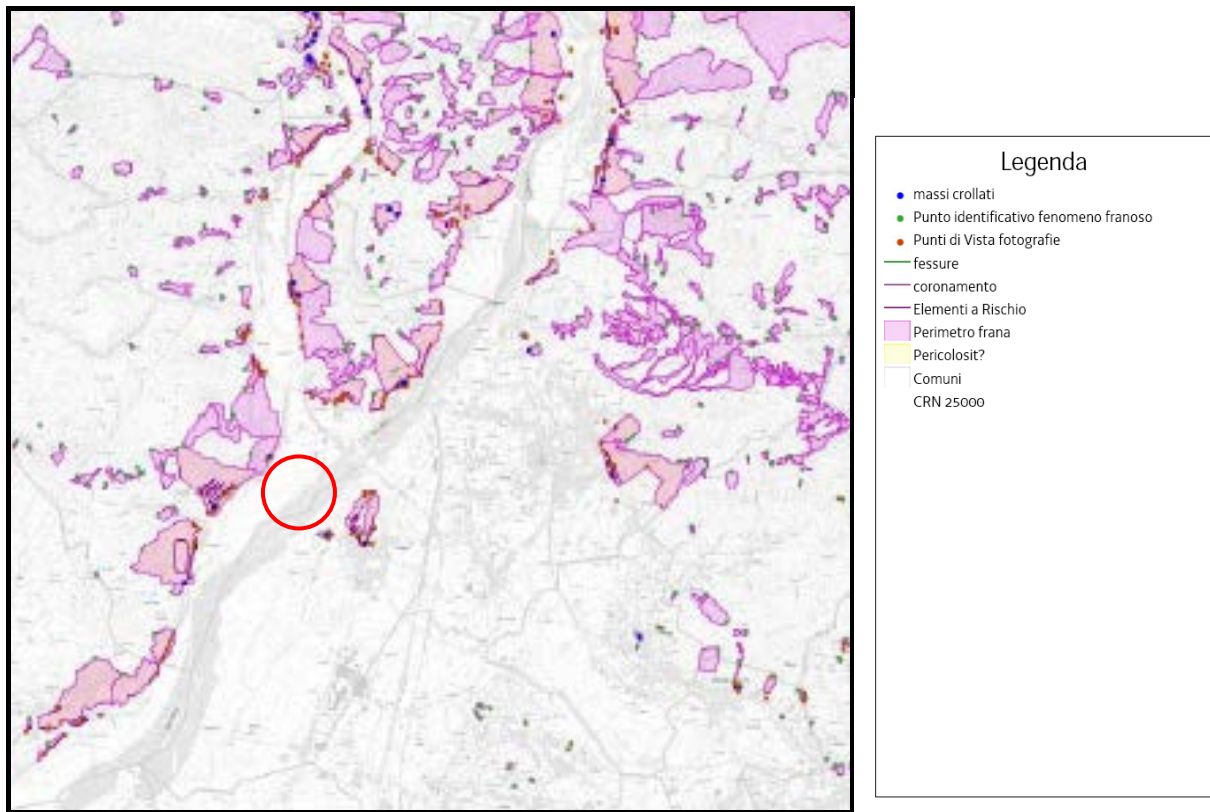 Legenda
massi crollati
Punto identificativo fenomeno franoso
Punti di Vista fotografie
fessure
coronamento
Elementi a Rischio
Perimetro frana
Pericolosit?
Comuni
CRN 25000